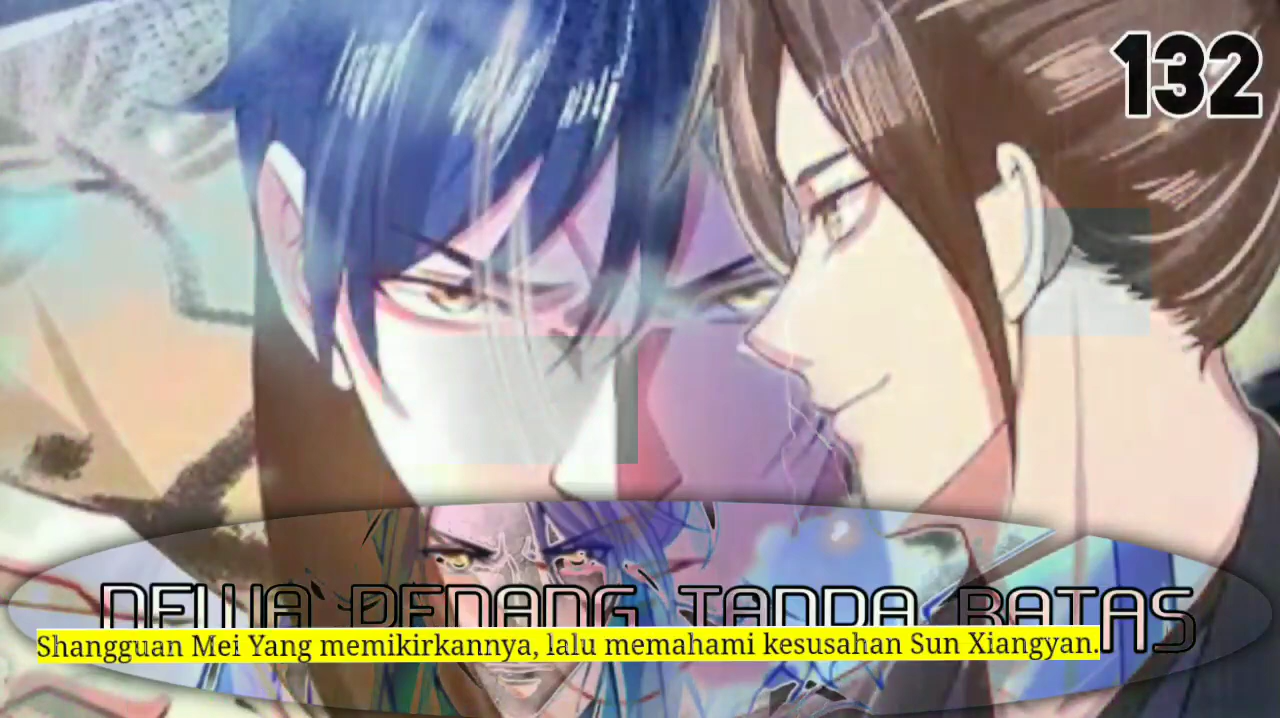 132
DEWA PEDANG TANPA BATAS
Shangguan Mei Yang memikirkannya, lalu memahami kesusahan Sun Xiangyan.